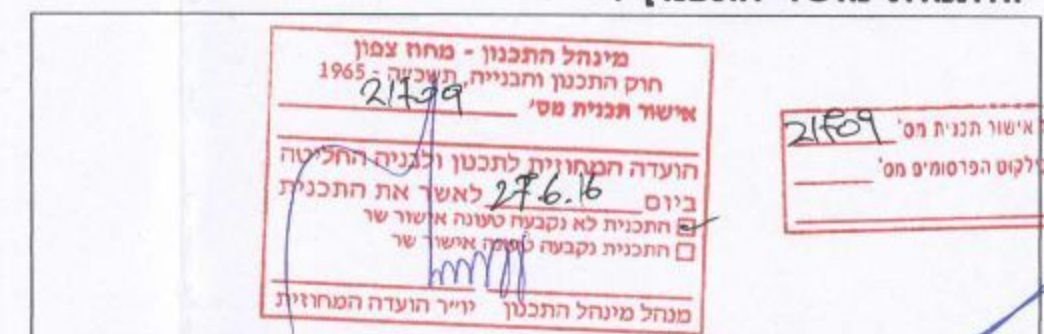 מינהל התכנון - מחוז צפון
חוק התכנון והבנייה, תשכ״ה - 1965
אישור תכנית מס' 21709
הועדה המחוזית לתכנון ולבניה החליטה
ביום 27.6.16 לאשר את התכנית
התכנית לא נקבעה טעונה אישור שר
התכנית נקבעה טעונה אישור שר
מנהל מינהל התכנון יו״ר הועדה המחוזית
אישור תכנית מס' 21709
ילקוט הפרסומים מס'